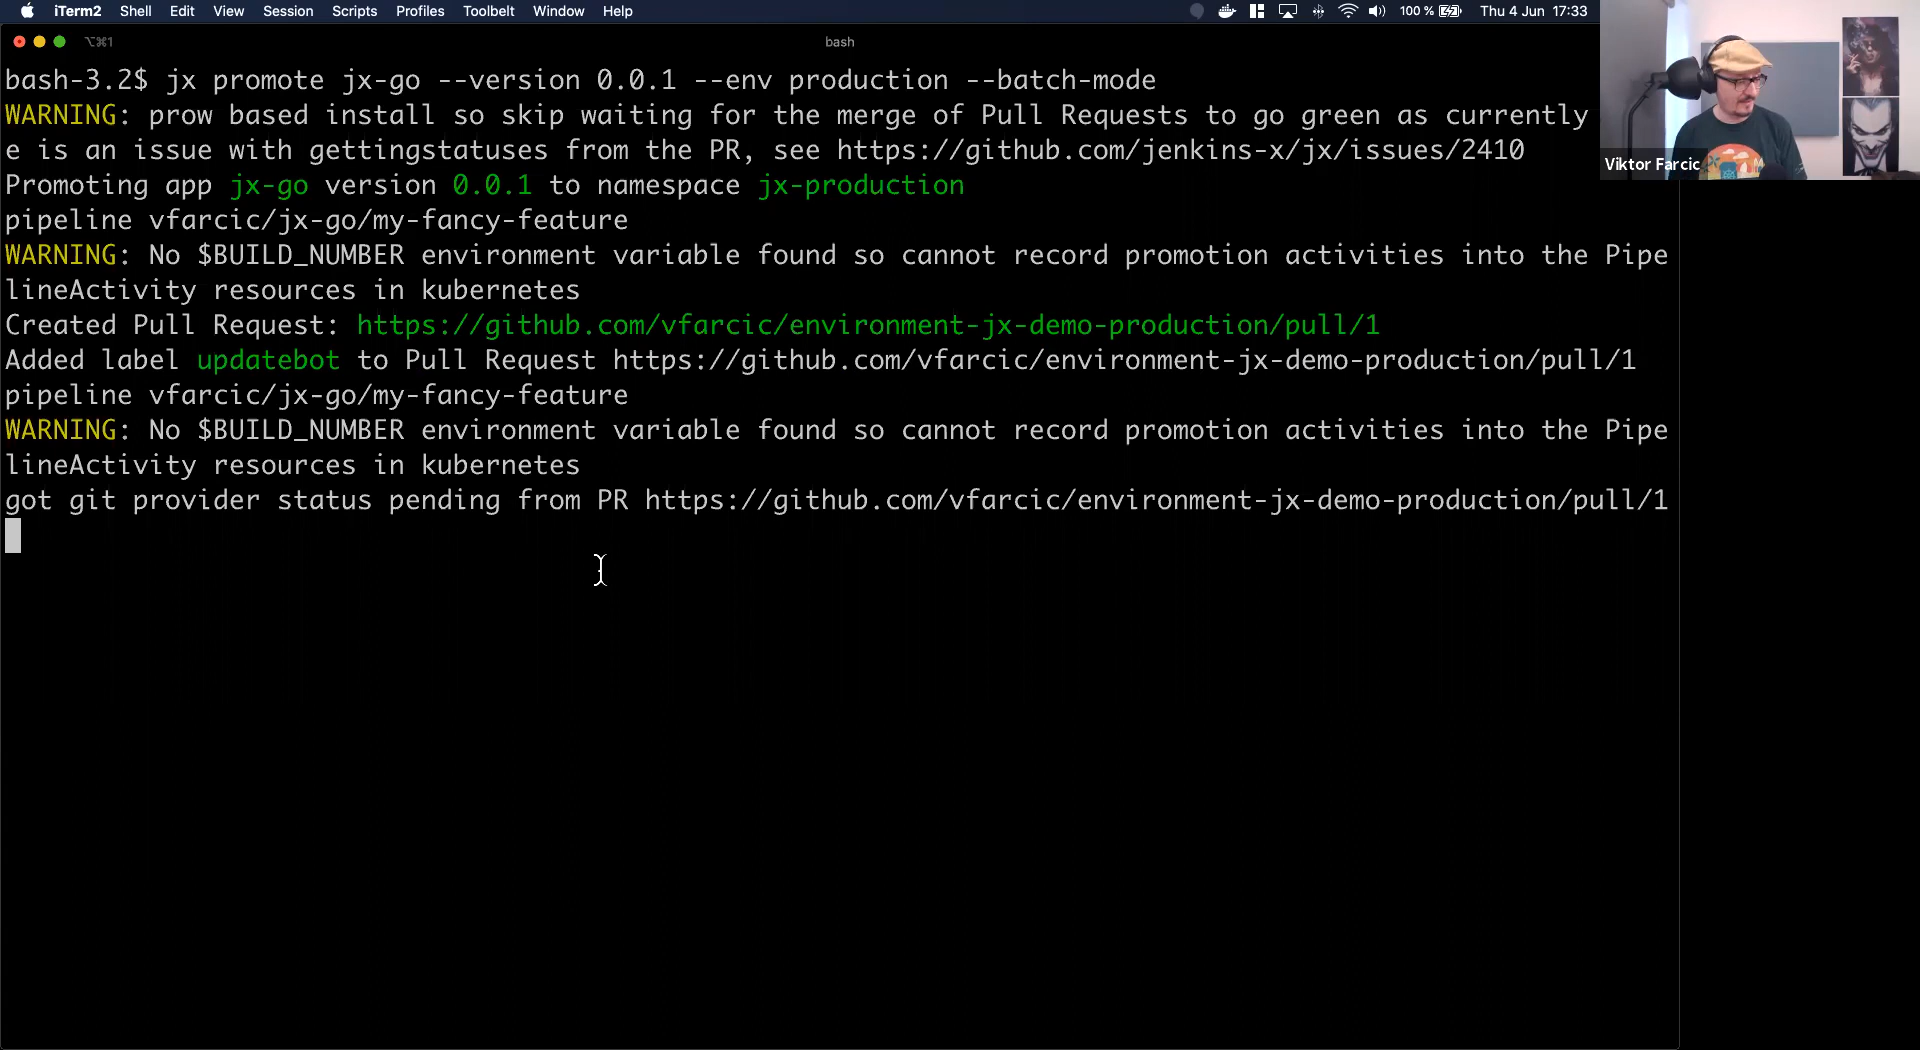 iTerm2 Shell Edit View Session Scripts Profiles Toolbelt Window Help 100 % Thu 4 Jun 17:33
⌥⌘1 bash
bash-3.2$ jx promote jx-go --version 0.0.1 --env production --batch-mode
WARNING: prow based install so skip waiting for the merge of Pull Requests to go green as currently
e is an issue with gettingstatuses from the PR, see https://github.com/jenkins-x/jx/issues/2410
Viktor Farcic
Promoting app jx-go version 0.0.1 to namespace jx-production
pipeline vfarcic/jx-go/my-fancy-feature
WARNING: No $BUILD_NUMBER environment variable found so cannot record promotion activities into the Pipe
lineActivity resources in kubernetes
Created Pull Request: https://github.com/vfarcic/environment-jx-demo-production/pull/1
Added label updatebot to Pull Request https://github.com/vfarcic/environment-jx-demo-production/pull/1
pipeline vfarcic/jx-go/my-fancy-feature
WARNING: No $BUILD_NUMBER environment variable found so cannot record promotion activities into the Pipe
lineActivity resources in kubernetes
got git provider status pending from PR https://github.com/vfarcic/environment-jx-demo-production/pull/1